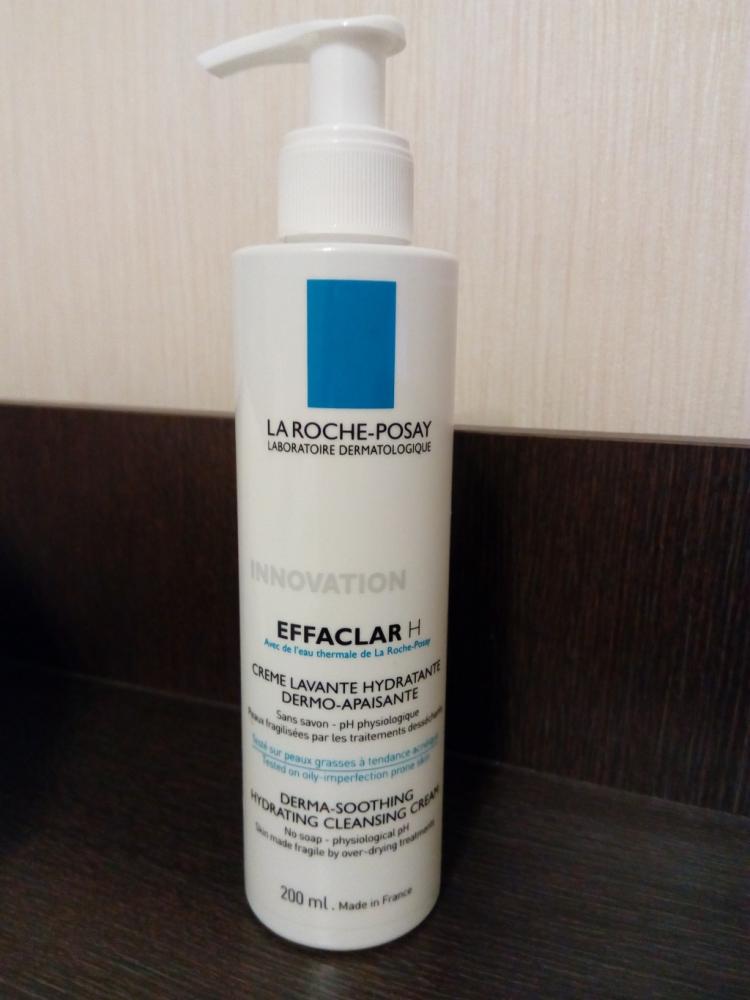 LA ROCHE-POSAY
LABORATOIRE DERMATOLOGIQUE
INNOVATION
EFFACLAR H
Avec de l'eau thermale de La Roche-Posay
CREME LAVANTE HYDRATANTE
DERMO-APAISANTE
Sans savon - pH physiologique
Peaux fragilisées par les traitements desséchants
Testé sur peaux grasses à tendance acnéique
Tested on oily-imperfection prone skin
DERMA-SOOTHING
HYDRATING CLEANSING CREAM
No soap - physiological pH
Skin made fragile by over-drying treatments
200 ml . Made in France